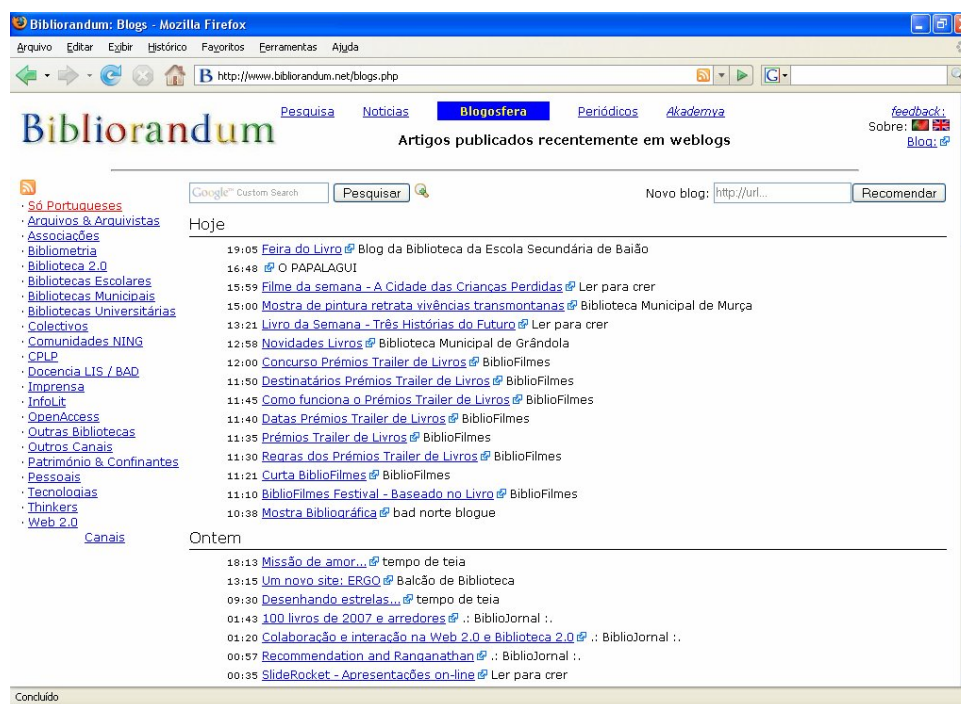 Bibliorandum: Blogs - Mozilla Firefox
Arquivo Editar Exibir Histórico Favoritos Ferramentas Ajuda
B http://www.bibliorandum.net/blogs.php
G
Bibliorandum
Pesquisa Noticias Blogosfera Periódicos Akademya
Artigos publicados recentemente em weblogs
feedback:
Sobre:
Blog:
Google™ Custom Search Pesquisar Novo blog: http://url... Recomendar
· Só Portugueses
· Arquivos & Arquivistas
· Associações
· Bibliometria
· Biblioteca 2.0
· Bibliotecas Escolares
· Bibliotecas Municipais
· Bibliotecas Universitárias
· Colectivos
· Comunidades NING
· CPLP
· Docencia LIS / BAD
· Imprensa
· InfoLit
· OpenAccess
· Outras Bibliotecas
· Outros Canais
· Património & Confinantes
· Pessoais
· Tecnologias
· Thinkers
· Web 2.0
Canais
Hoje
19:05 Feira do Livro Blog da Biblioteca da Escola Secundária de Baião
16:48 O PAPALAGUI
15:59 Filme da semana - A Cidade das Crianças Perdidas Ler para crer
15:00 Mostra de pintura retrata vivências transmontanas Biblioteca Municipal de Murça
13:21 Livro da Semana - Três Histórias do Futuro Ler para crer
12:58 Novidades Livros Biblioteca Municipal de Grândola
12:00 Concurso Prémios Trailer de Livros BiblioFilmes
11:50 Destinatários Prémios Trailer de Livros BiblioFilmes
11:45 Como funciona o Prémios Trailer de Livros BiblioFilmes
11:40 Datas Prémios Trailer de Livros BiblioFilmes
11:35 Prémios Trailer de Livros BiblioFilmes
11:30 Regras dos Prémios Trailer de Livros BiblioFilmes
11:21 Curta BiblioFilmes BiblioFilmes
11:10 BiblioFilmes Festival - Baseado no Livro BiblioFilmes
10:38 Mostra Bibliográfica bad norte blogue
Ontem
18:13 Missão de amor... tempo de teia
13:15 Um novo site: ERGO Balcão de Biblioteca
09:30 Desenhando estrelas... tempo de teia
01:43 100 livros de 2007 e arredores .: BiblioJornal :.
01:20 Colaboração e interação na Web 2.0 e Biblioteca 2.0 .: BiblioJornal :.
00:57 Recommendation and Ranganathan .: BiblioJornal :.
00:35 SlideRocket - Apresentações on-line Ler para crer
Concluído